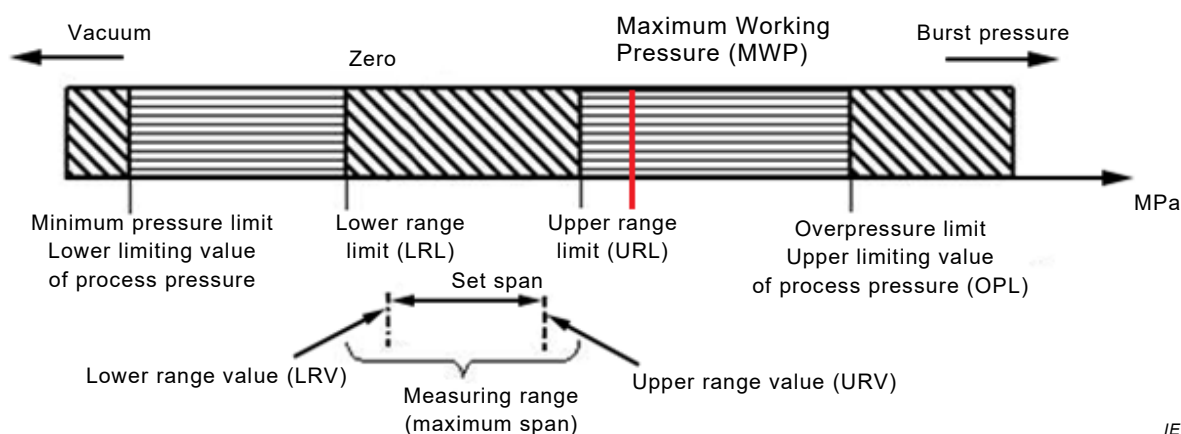 Vacuum
Zero
Maximum Working
Pressure (MWP)
Burst pressure
MPa
Minimum pressure limit
Lower limiting value
of process pressure
Lower range
limit (LRL)
Upper range
limit (URL)
Overpressure limit
Upper limiting value
of process pressure (OPL)
Set span
Lower range value (LRV)
Upper range value (URV)
Measuring range
(maximum span)
IE